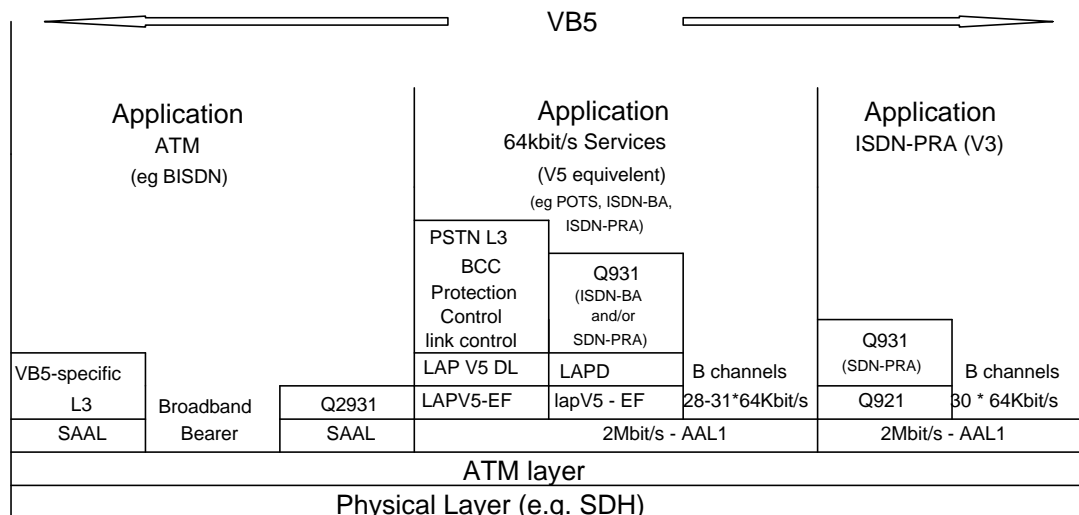 VB5
Application
ATM
(eg BISDN)
Application
64kbit/s Services
(V5 equivelent)
(eg POTS, ISDN-BA,
ISDN-PRA)
Application
ISDN-PRA (V3)
PSTN L3
BCC
Protection
Control
link control
Q931
(ISDN-BA
and/or
SDN-PRA)
Q931
(SDN-PRA)
VB5-specific
L3
LAP V5 DL
LAPD
B channels
28-31*64Kbit/s
B channels
30 * 64Kbit/s
Broadband
Bearer
Q2931
LAPV5-EF
lapV5 - EF
Q921
SAAL
SAAL
2Mbit/s - AAL1
2Mbit/s - AAL1
ATM layer
Physical Layer (e.g. SDH)